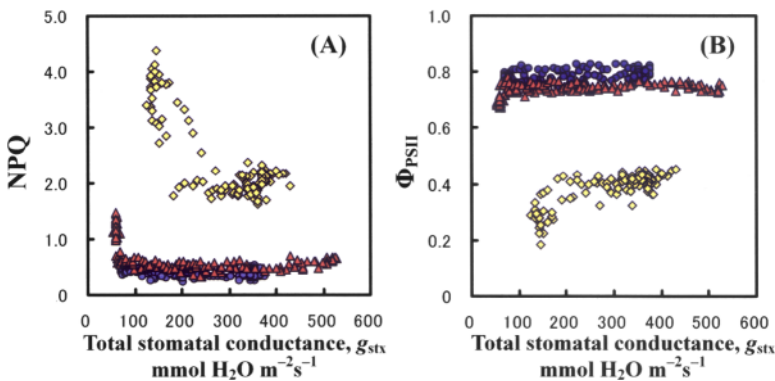 5.0
4.0
3.0
2.0
1.0
0
NPQ
(A)
0 100 200 300 400 500 600
Total stomatal conductance, gstx
mmol H₂O m⁻²s⁻¹
1.0
0.8
0.6
0.4
0.2
0
ΦPSII
(B)
0 100 200 300 400 500 600
Total stomatal conductance, gstx
mmol H₂O m⁻²s⁻¹